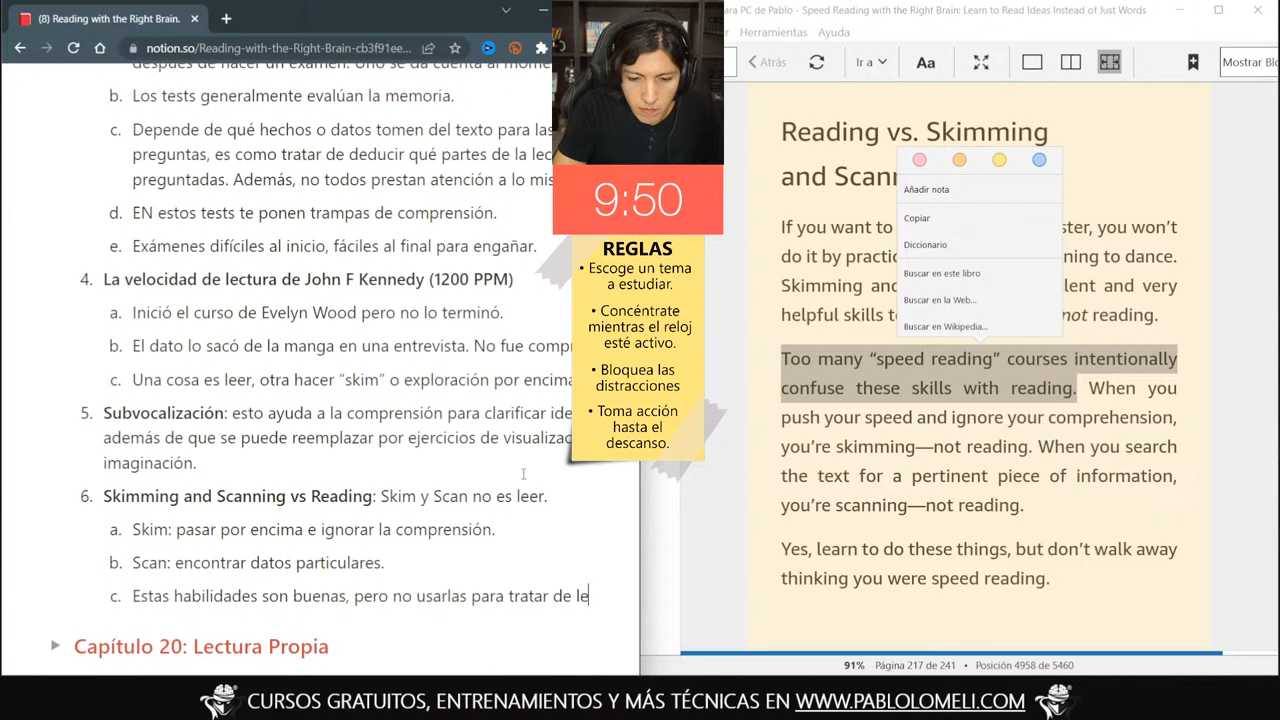 (8) Reading with the Right Brain.
notion.so/Reading-with-the-Right-Brain-cb3f91ee...
después de hacer un examen. Uno se da cuenta al mome
b. Los tests generalmente evalúan la memoria.
c. Depende de qué hechos o datos tomen del texto para las
preguntas, es como tratar de deducir qué partes de la lec
preguntadas. Además, no todos prestan atención a lo mis
d. EN estos tests te ponen trampas de comprensión.
e. Exámenes difíciles al inicio, fáciles al final para engañar.
4. La velocidad de lectura de John F Kennedy (1200 PPM)
a. Inició el curso de Evelyn Wood pero no lo terminó.
b. El dato lo sacó de la manga en una entrevista. No fue comp
c. Una cosa es leer, otra hacer “skim” o exploración por encima
5. Subvocalización: esto ayuda a la comprensión para clarificar ide
además de que se puede reemplazar por ejercicios de visualizac
imaginación.
6. Skimming and Scanning vs Reading: Skim y Scan no es leer.
a. Skim: pasar por encima e ignorar la comprensión.
b. Scan: encontrar datos particulares.
c. Estas habilidades son buenas, pero no usarlas para tratar de le
Capítulo 20: Lectura Propia
9:50
REGLAS
• Escoge un tema
a estudiar.
• Concéntrate
mientras el reloj
esté activo.
• Bloquea las
distracciones
• Toma acción
hasta el
descanso.
ara PC de Pablo - Speed Reading with the Right Brain: Learn to Read Ideas Instead of Just Words
Herramientas Ayuda
Atrás Ir a Aa Mostrar Blo
Reading vs. Skimming
and Scan
Añadir nota
Copiar
Diccionario
Buscar en este libro
Buscar en la Web...
Buscar en Wikipedia...
If you want to ster, you won’t
do it by practic ning to dance.
Skimming and lent and very
helpful skills t not reading.
Too many “speed reading” courses intentionally
confuse these skills with reading. When you
push your speed and ignore your comprehension,
you’re skimming—not reading. When you search
the text for a pertinent piece of information,
you’re scanning—not reading.
Yes, learn to do these things, but don’t walk away
thinking you were speed reading.
91% Página 217 de 241 • Posición 4958 de 5460
CURSOS GRATUITOS, ENTRENAMIENTOS Y MÁS TÉCNICAS EN WWW.PABLOLOMELI.COM